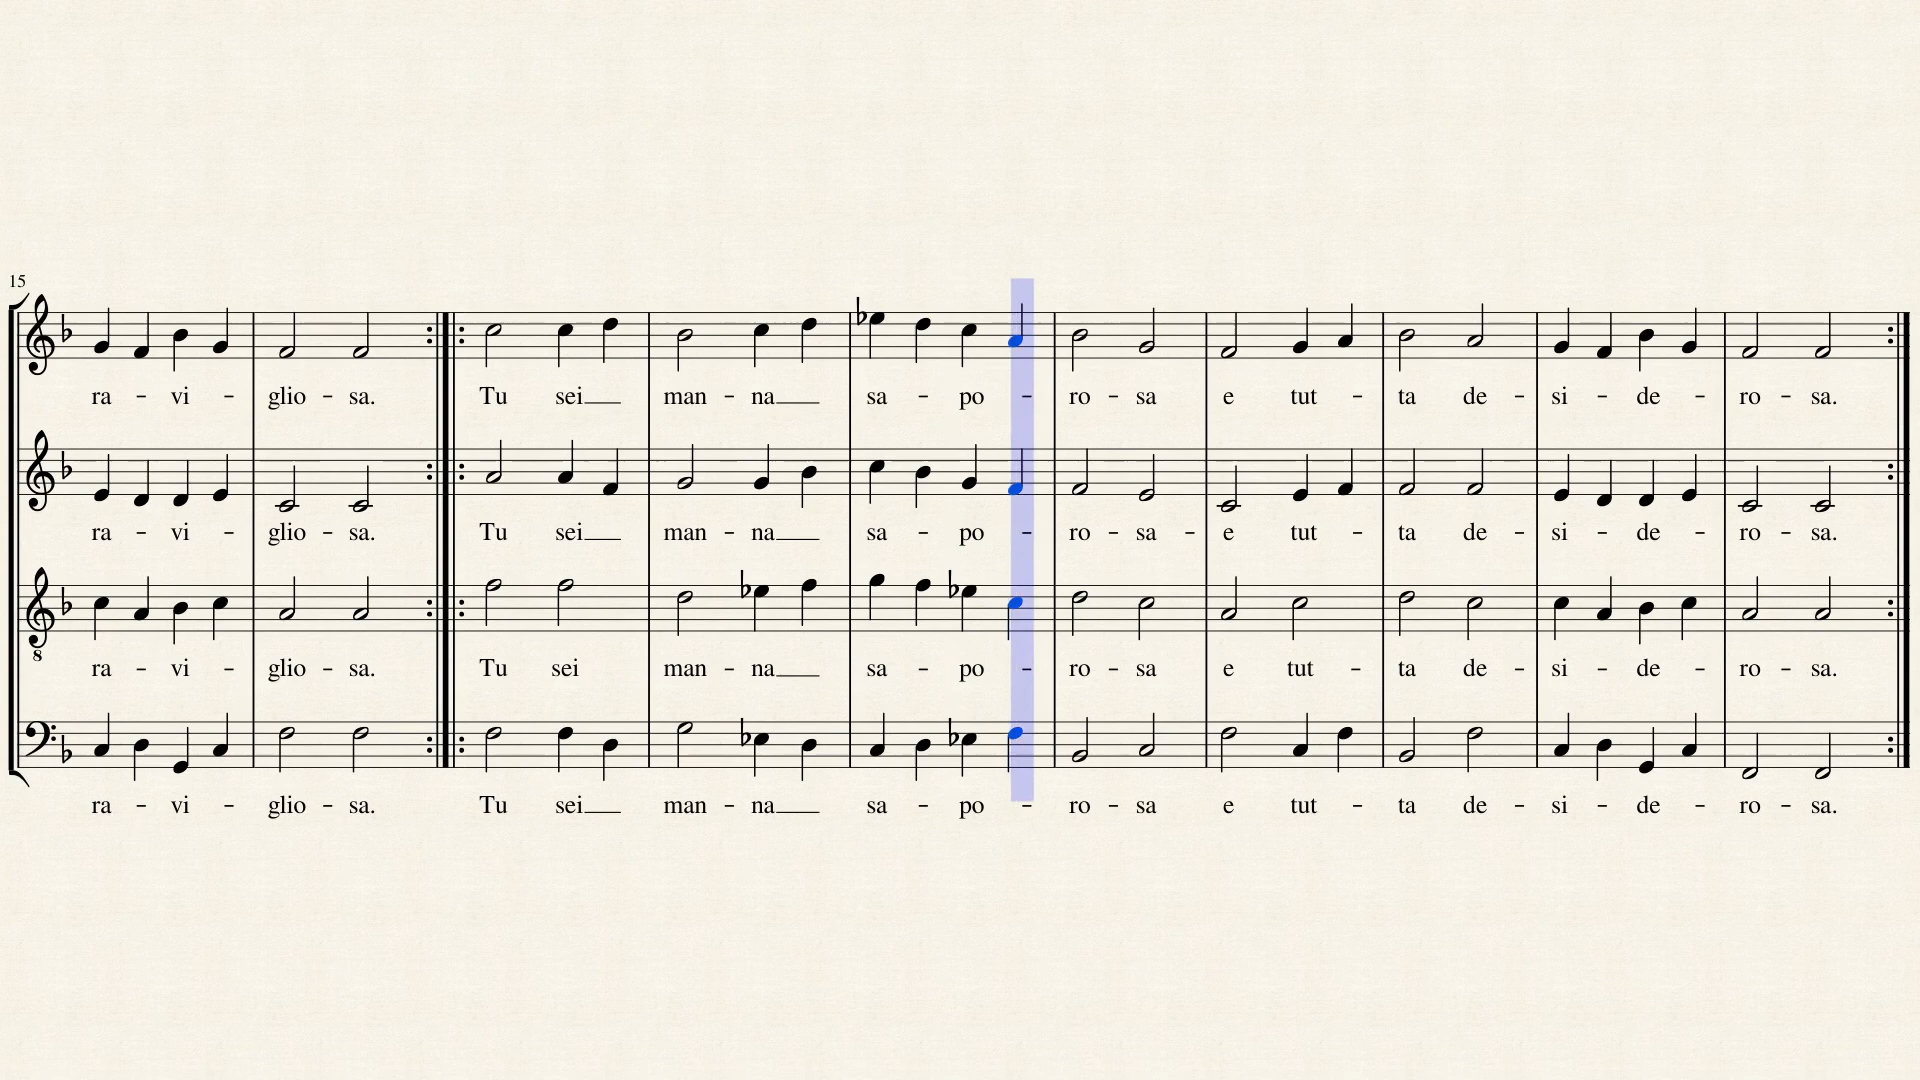 15
ra - vi - glio - sa. Tu sei man - na sa - po - ro - sa e tut - ta de - si - de - ro - sa.
ra - vi - glio - sa. Tu sei man - na sa - po - ro - sa - e tut - ta de - si - de - ro - sa.
8
ra - vi - glio - sa. Tu sei man - na sa - po - ro - sa e tut - ta de - si - de - ro - sa.
ra - vi - glio - sa. Tu sei man - na sa - po - ro - sa e tut - ta de - si - de - ro - sa.